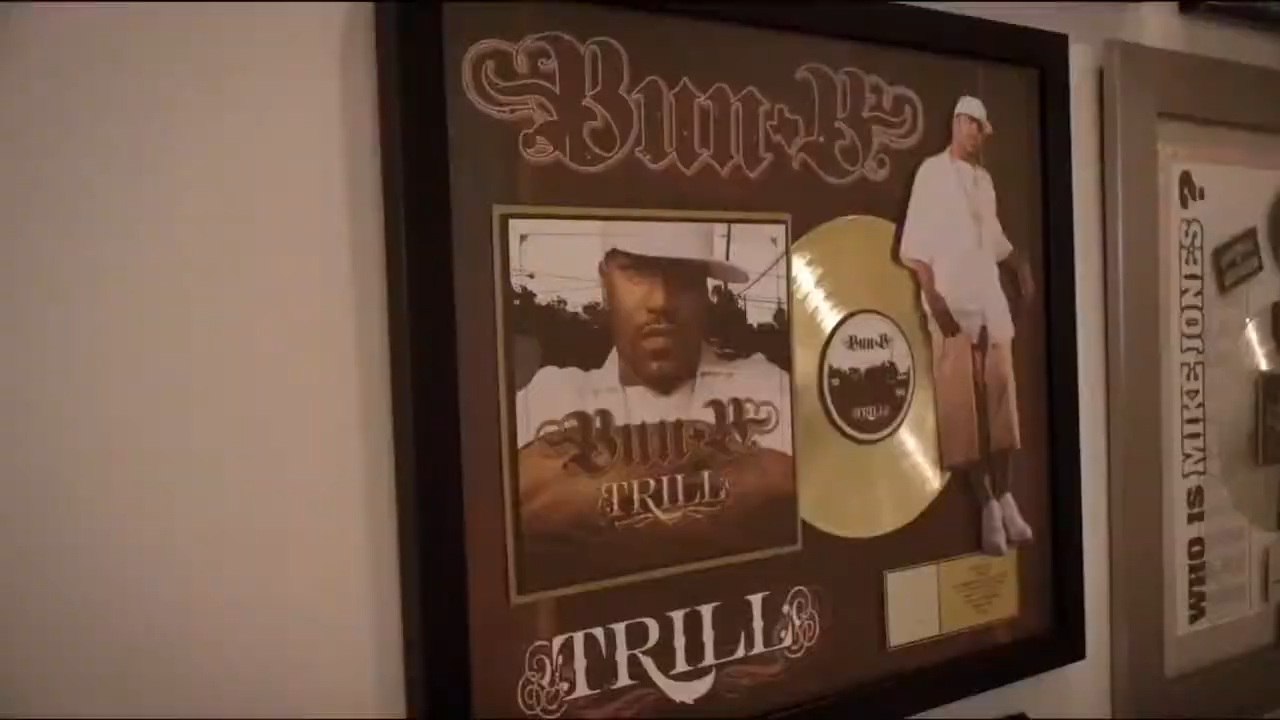 Bun-B
Bun-B
TRILL
Bun-B
TRILL
TRILL
WHO IS MIKE JONES?